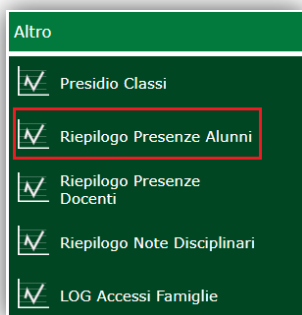 Altro
Presidio Classi
Riepilogo Presenze Alunni
Riepilogo Presenze
Docenti
Riepilogo Note Disciplinari
LOG Accessi Famiglie